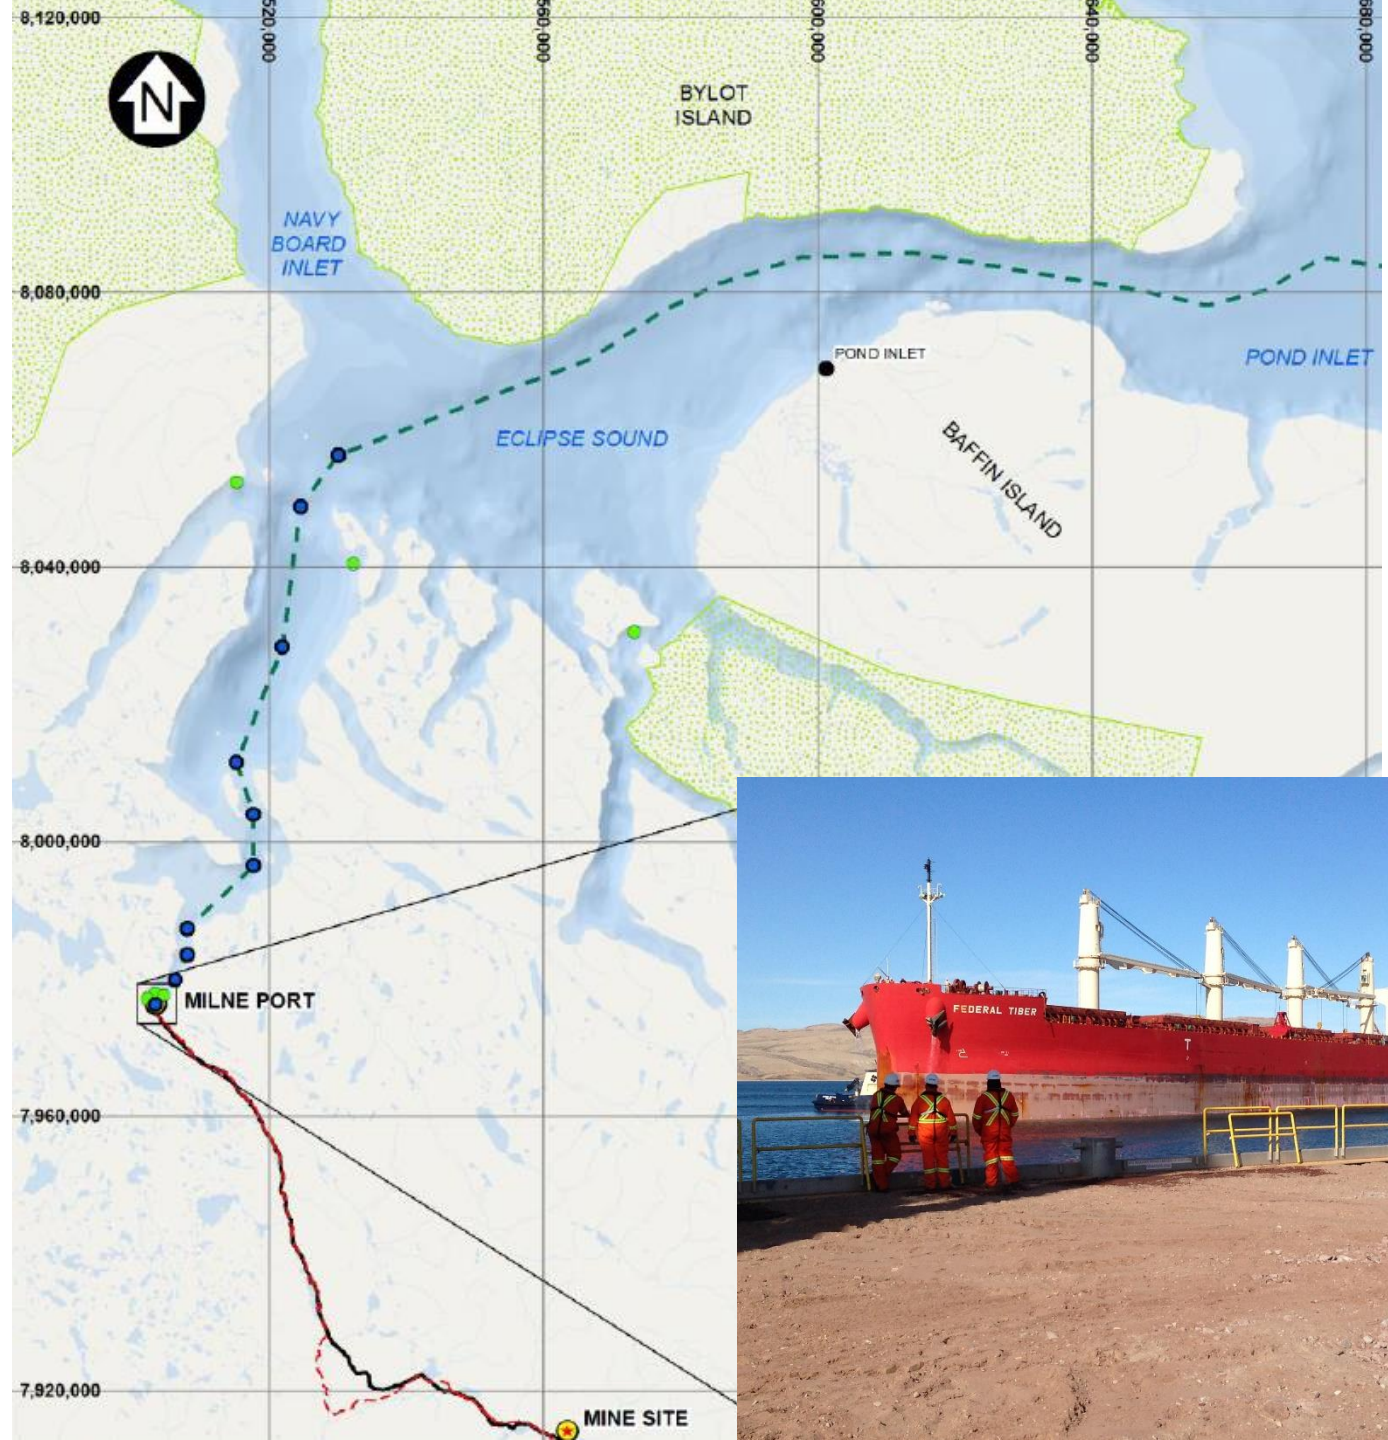 8,120,000
520,000
560,000
600,000
640,000
680,000
N
BYLOT
ISLAND
NAVY
BOARD
INLET
8,080,000
POND INLET
POND INLET
ECLIPSE SOUND
BAFFIN ISLAND
8,040,000
8,000,000
MILNE PORT
FEDERAL TIBER
7,960,000
7,920,000
MINE SITE